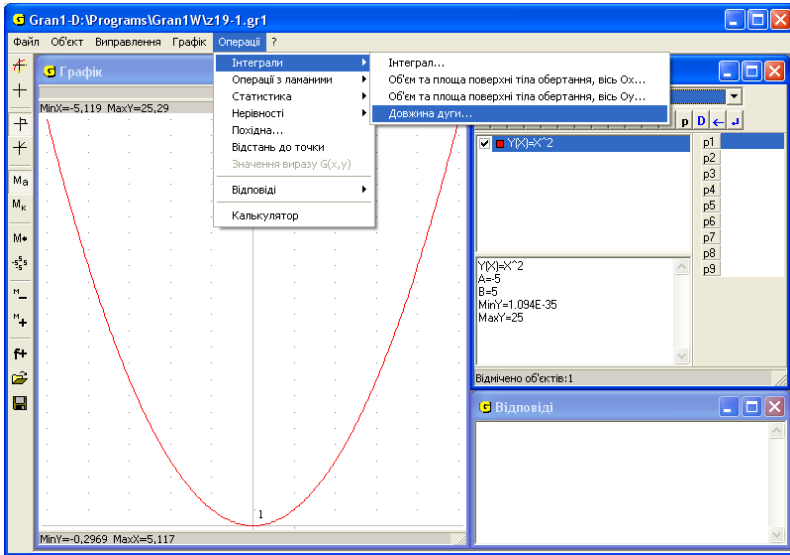 Gran1-D:\Programs\Gran1W\z19-1.gr1
Файл Об'єкт Виправлення Графік Операції ?
Інтеграли
Операції з ламаними
Статистика
Нерівності
Похідна...
Відстань до точки
Значення виразу G(x,y)
Відповіді
Калькулятор
Інтеграл...
Об'єм та площа поверхні тіла обертання, вісь Ox...
Об'єм та площа поверхні тіла обертання, вісь Oy...
Довжина дуги...
Графік
MinX=-5,119 MaxY=25,29
1
MinY=-0,2969 MaxX=5,117
Ma
Mк
M
-5
M
M+
f+
p D
Y(X)=X^2
p1
p2
p3
p4
p5
p6
p7
p8
p9
Y(X)=X^2
A=-5
B=5
MinY=1.094E-35
MaxY=25
Відмічено об'єктів:1
Відповіді